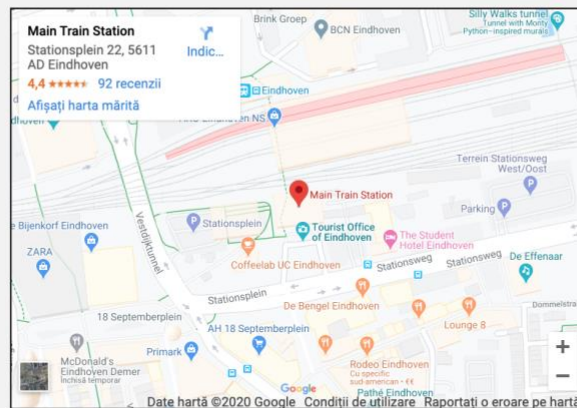 Main Train Station
Stationsplein 22, 5611
AD Eindhoven
Indic...
4,4
92 recenzii
Afișați harta mărită
Brink Groep
BCN Eindhoven
Silly Walks tunnel
Tunnel with Monty
Python-inspired murals
Eindhoven
Eindhoven NS
Main Train Station
Terrein Stationsweg
West/Oost
Parking
e Bijenkorf Eindhoven
ZARA
Vestdijktunnel
Stationsplein
Tourist Office
of Eindhoven
The Student
Hotel Eindhoven
Coffeelab UC Eindhoven
Stationsweg
Stationsweg
De Effenaar
Stationsplein
De Bengel Eindhoven
Dommelstra
18 Septemberplein
AH 18 Septemberplein
Lounge 8
McDonald's
Eindhoven Demer
Închisă temporar
Primark
Rodeo Eindhoven
Cu specific
sud-american • €€
Pathé Eindhoven
Google
Date hartă ©2020 Google
Condiții de utilizare
Raportați o eroare pe hartă